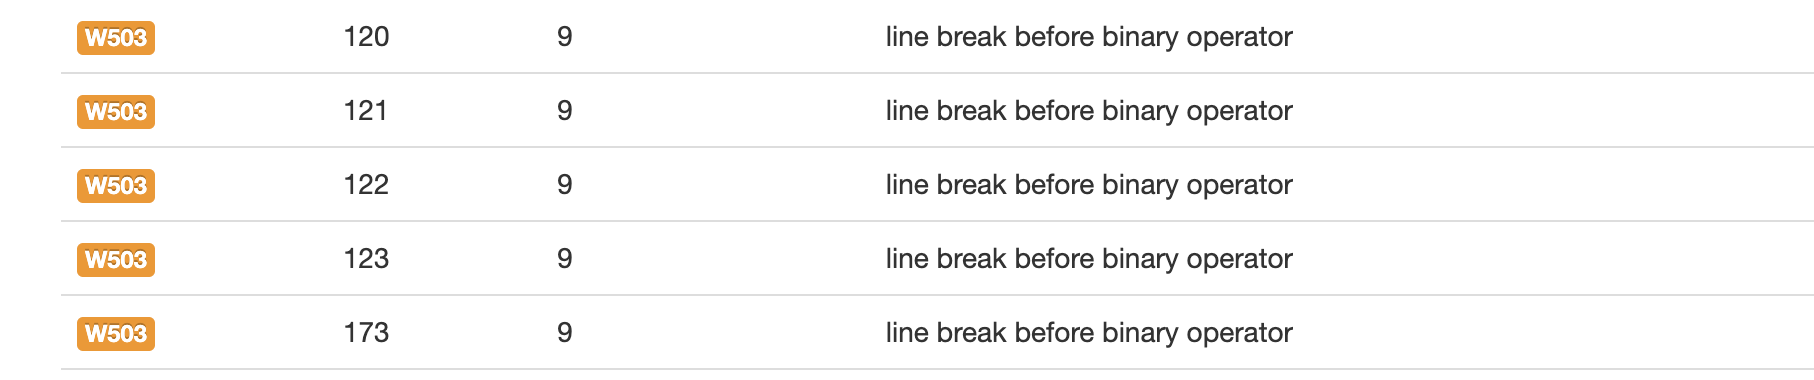 W503 120 9 line break before binary operator
W503 121 9 line break before binary operator
W503 122 9 line break before binary operator
W503 123 9 line break before binary operator
W503 173 9 line break before binary operator